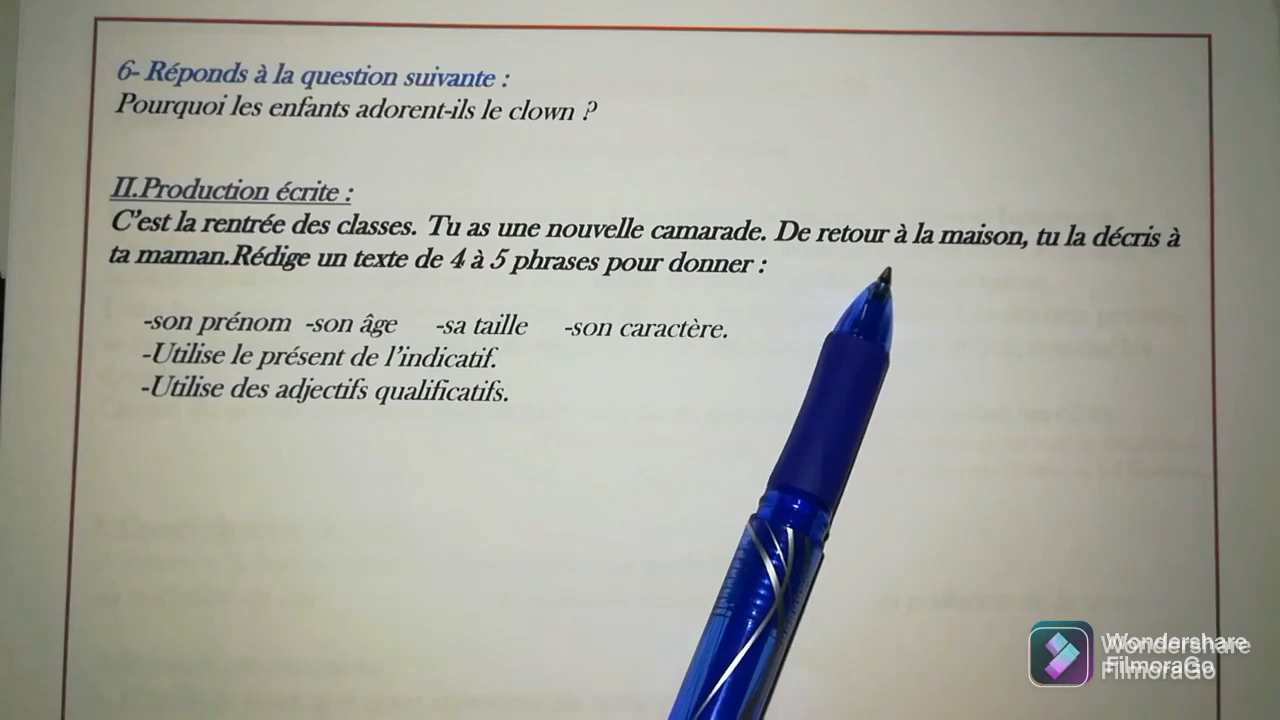 6- Réponds à la question suivante :
Pourquoi les enfants adorent-ils le clown ?
II.Production écrite :
C'est la rentrée des classes. Tu as une nouvelle camarade. De retour à la maison, tu la décris à
ta maman.Rédige un texte de 4 à 5 phrases pour donner :
-son prénom -son âge -sa taille -son caractère.
-Utilise le présent de l'indicatif.
-Utilise des adjectifs qualificatifs.
Wondershare
FilmoraGo